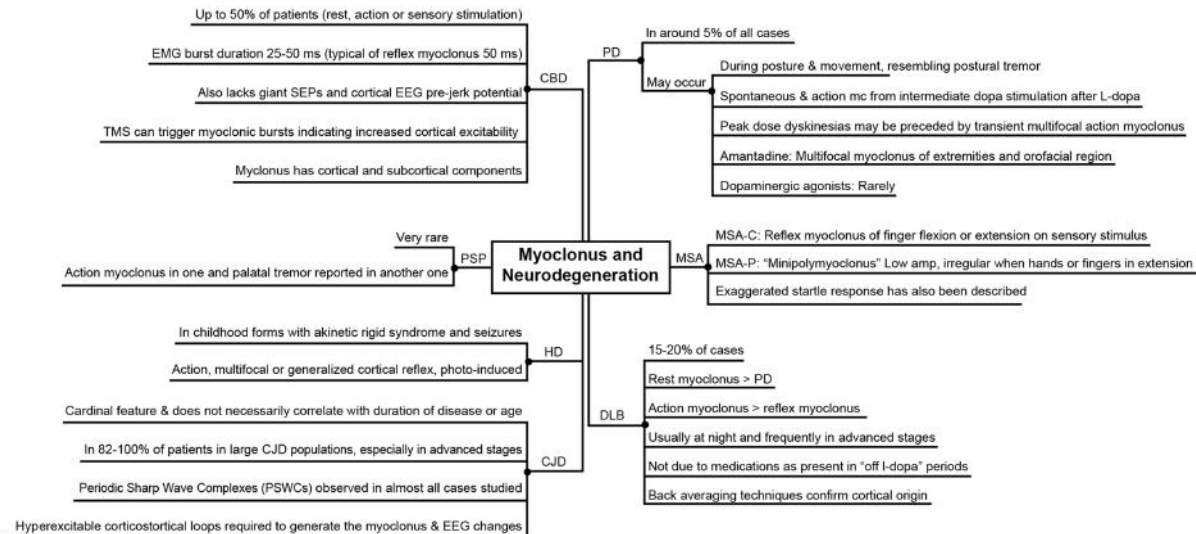 Up to 50% of patients (rest, action or sensory stimulation)
EMG burst duration 25-50 ms (typical of reflex myoclonus 50 ms)
CBD
Also lacks giant SEPs and cortical EEG pre-jerk potential
TMS can trigger myoclonic bursts indicating increased cortical excitability
Myclonus has cortical and subcortical components
In around 5% of all cases
PD
May occur
During posture & movement, resembling postural tremor
Spontaneous & action mc from intermediate dopa stimulation after L-dopa
Peak dose dyskinesias may be preceded by transient multifocal action myoclonus
Amantadine: Multifocal myoclonus of extremities and orofacial region
Dopaminergic agonists: Rarely
Very rare
PSP
Action myoclonus in one and palatal tremor reported in another one
Myoclonus and
Neurodegeneration
MSA
MSA-C: Reflex myoclonus of finger flexion or extension on sensory stimulus
MSA-P: “Minipolymyoclonus” Low amp, irregular when hands or fingers in extension
Exaggerated startle response has also been described
In childhood forms with akinetic rigid syndrome and seizures
HD
Action, multifocal or generalized cortical reflex, photo-induced
Cardinal feature & does not necessarily correlate with duration of disease or age
In 82-100% of patients in large CJD populations, especially in advanced stages
CJD
Periodic Sharp Wave Complexes (PSWCs) observed in almost all cases studied
Hyperexcitable corticostortical loops required to generate the myoclonus & EEG changes
15-20% of cases
Rest myoclonus > PD
DLB
Action myoclonus > reflex myoclonus
Usually at night and frequently in advanced stages
Not due to medications as present in “off l-dopa” periods
Back averaging techniques confirm cortical origin